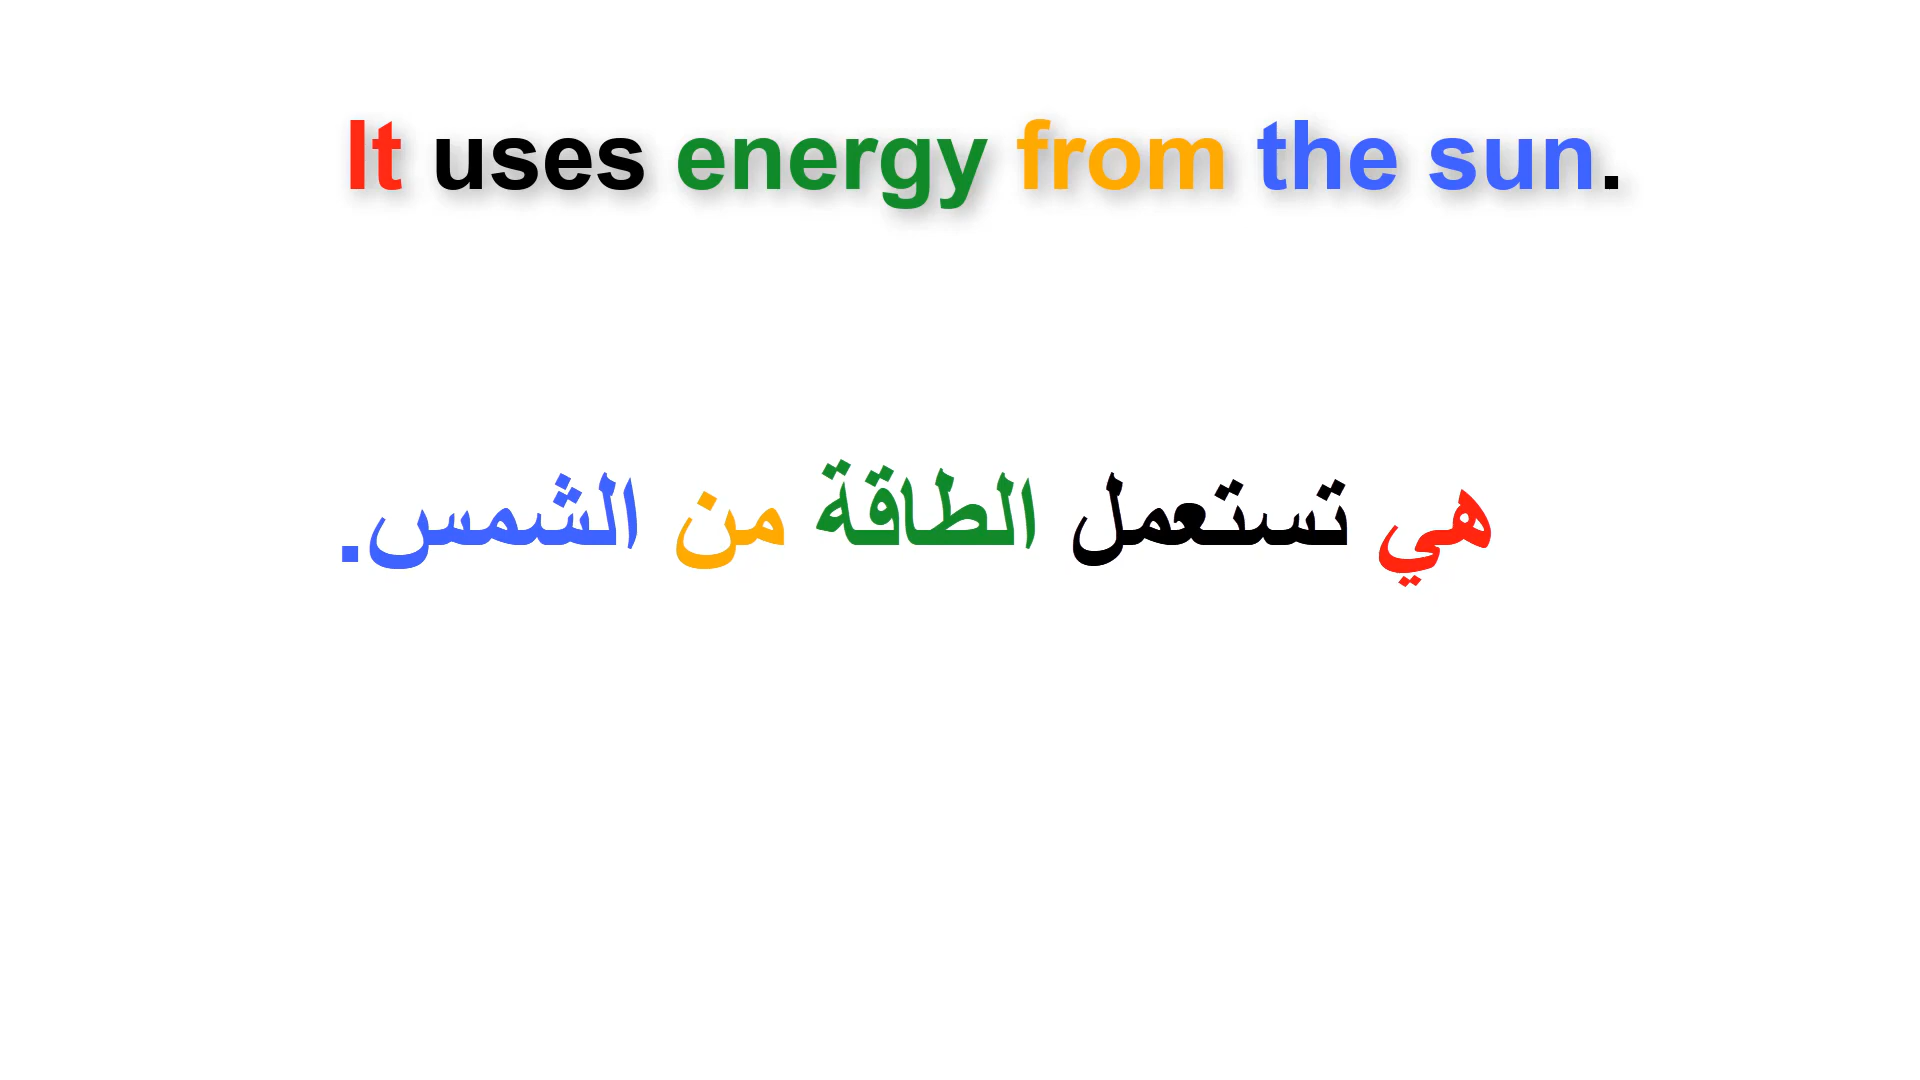 It uses energy from the sun.
هي تستعمل الطاقة من الشمس.